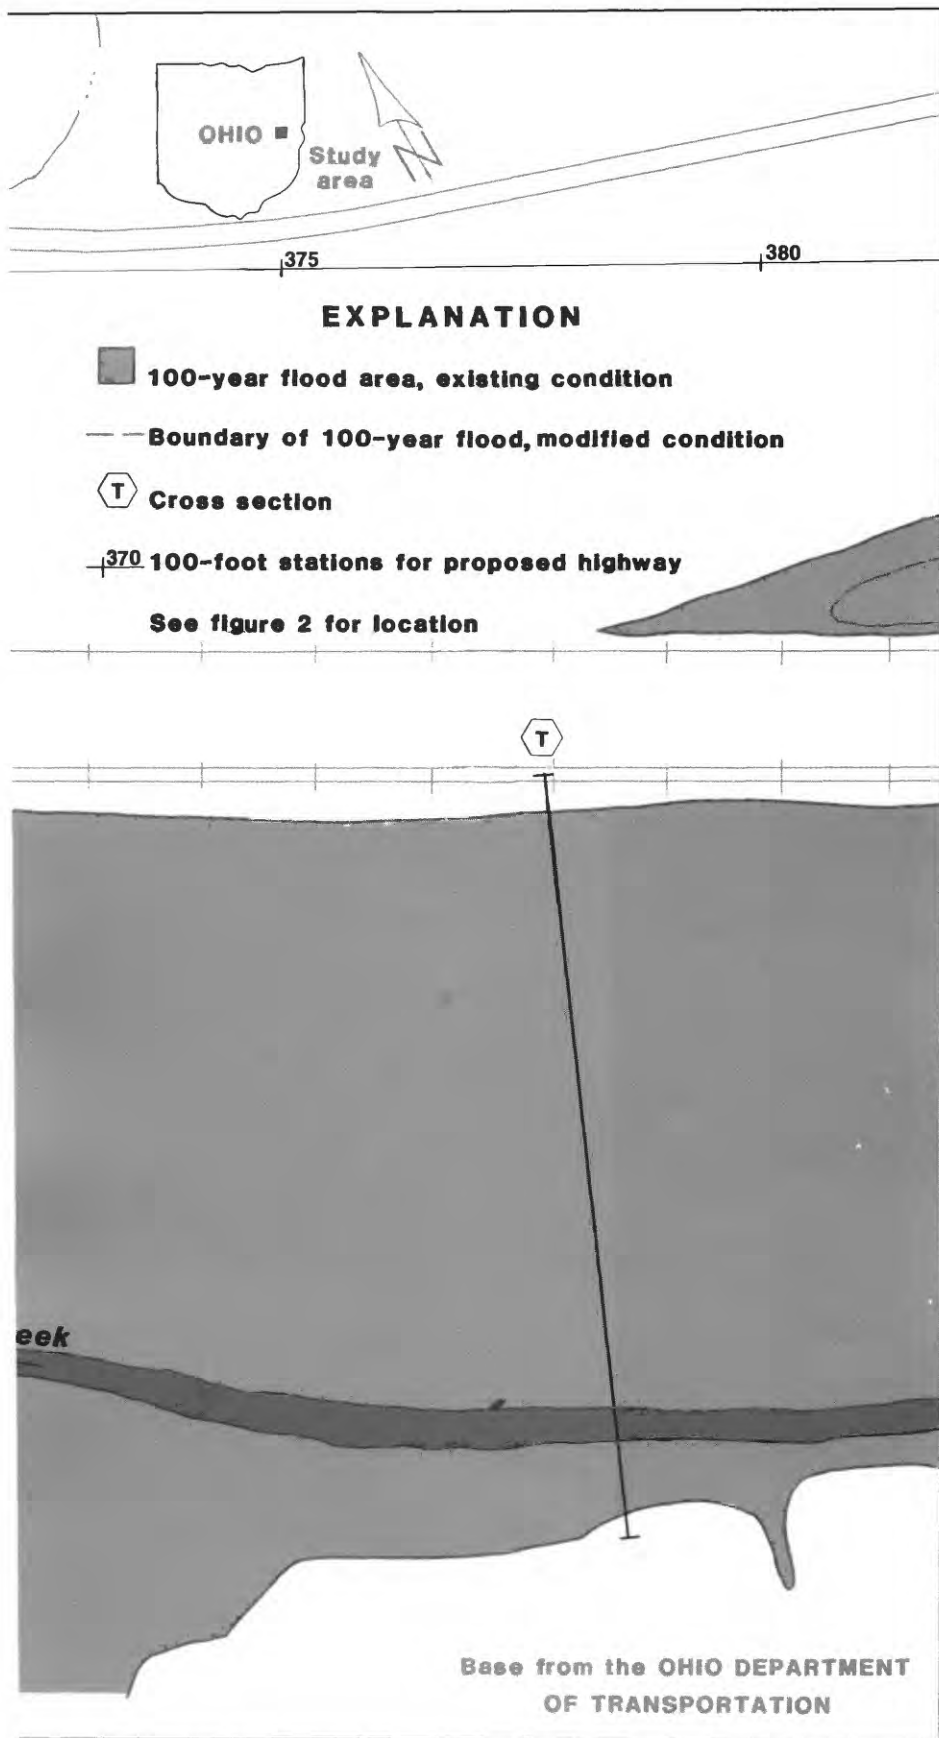 OHIO
Study
area
N
375
380
EXPLANATION
100-year flood area, existing condition
Boundary of 100-year flood, modified condition
T Cross section
370 100-foot stations for proposed highway
See figure 2 for location
T
eek
Base from the OHIO DEPARTMENT
OF TRANSPORTATION